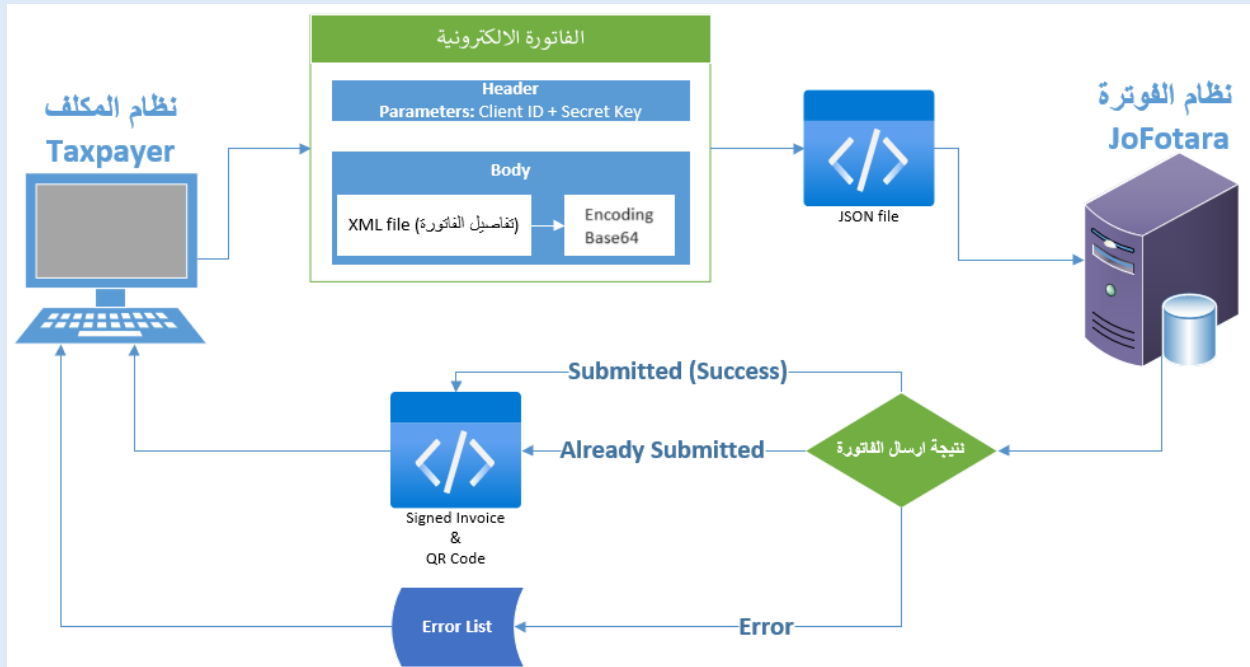 الفاتورة الالكترونية
Header
Parameters: Client ID + Secret Key
نظام المكلف
Taxpayer
Body
XML file (تفاصيل الفاتورة)
Encoding
Base64
JSON file
نظام الفوترة
JoFotara
Submitted (Success)
Already Submitted
نتيجة ارسال الفاتورة
Signed Invoice
&
QR Code
Error List
Error